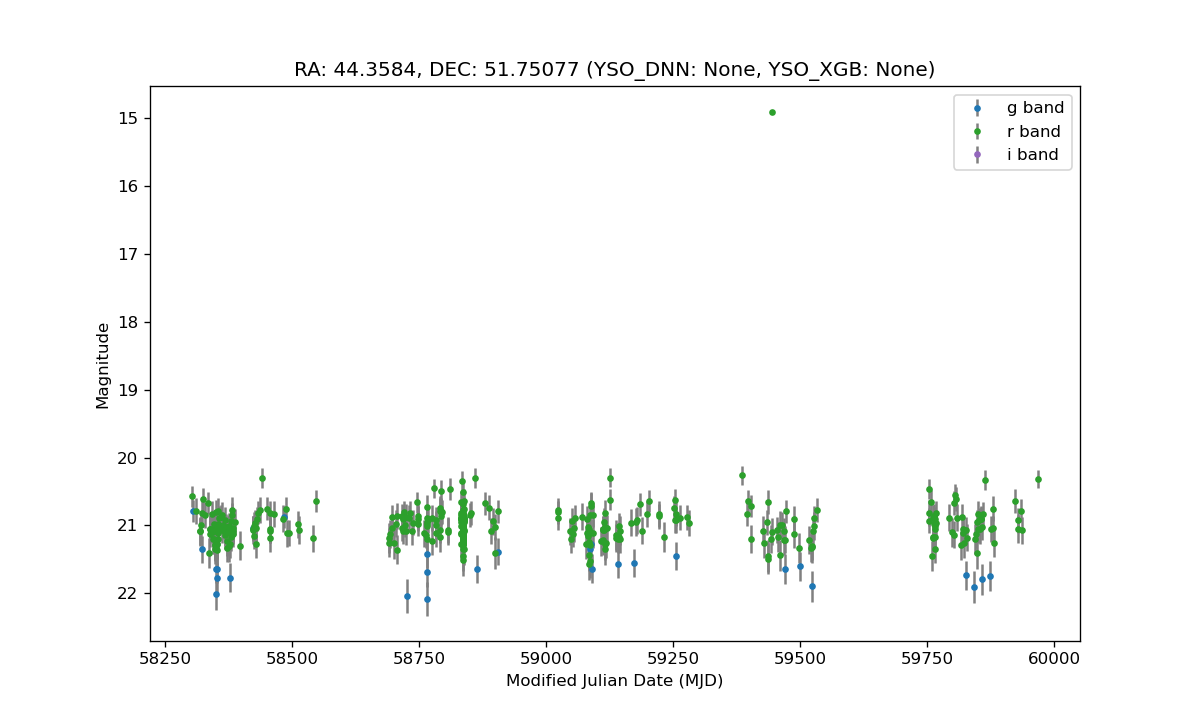 RA: 44.3584, DEC: 51.75077 (YSO_DNN: None, YSO_XGB: None)
g band
r band
i band
15
16
17
18
19
20
21
22
Magnitude
58250 58500 58750 59000 59250 59500 59750 60000
Modified Julian Date (MJD)